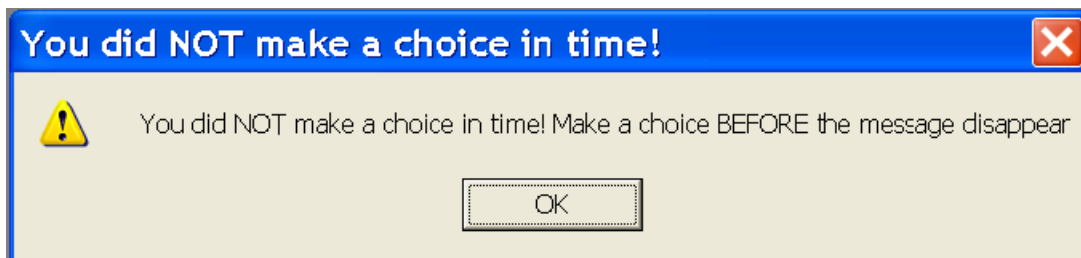 You did NOT make a choice in time!
You did NOT make a choice in time! Make a choice BEFORE the message disappear
OK